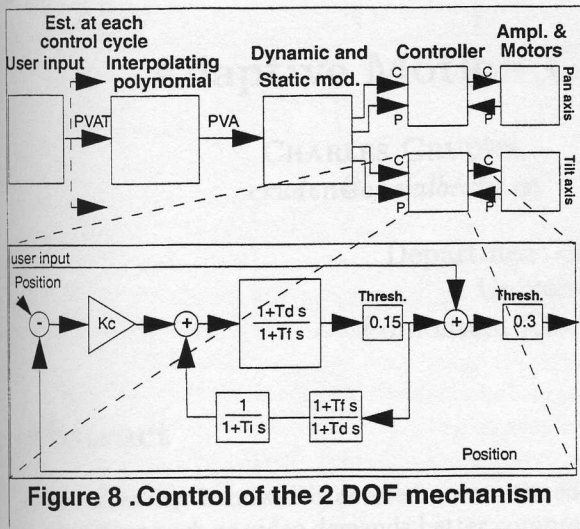 Est. at each
control cycle
User input
Interpolating
polynomial
Dynamic and
Static mod.
Controller
Ampl. &
Motors
PVAT
PVA
C
P
C
P
Pan axis
C
P
C
P
Tilt axis
user input
Position
-
Kc
+
1+Td s
1+Tf s
Thresh.
0.15
+
Thresh.
0.3
1
1+Ti s
1+Tf s
1+Td s
Position
Figure 8 .Control of the 2 DOF mechanism